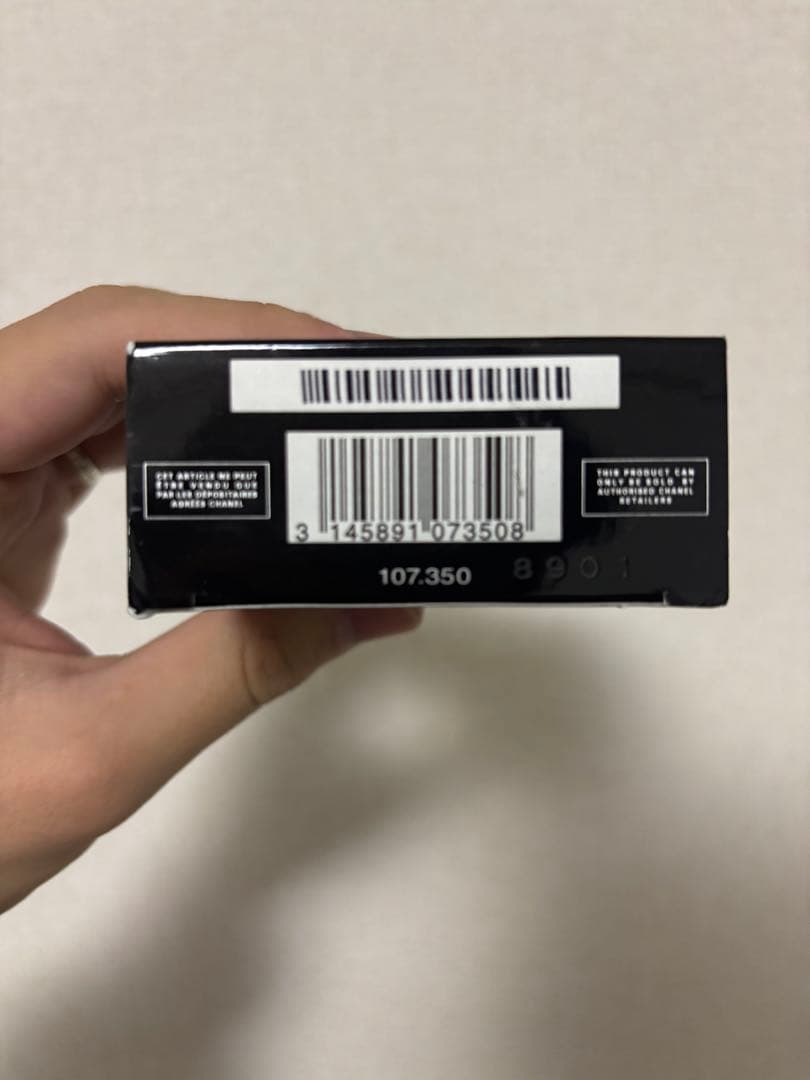 CET ARTICLE NE PEUT
ÊTRE VENDU QUE
PAR LES DÉPOSITAIRES
AGRÉÉS CHANEL
3 145891 073508
THIS PRODUCT CAN
ONLY BE SOLD BY
AUTHORISED CHANEL
RETAILERS
107.350
8901